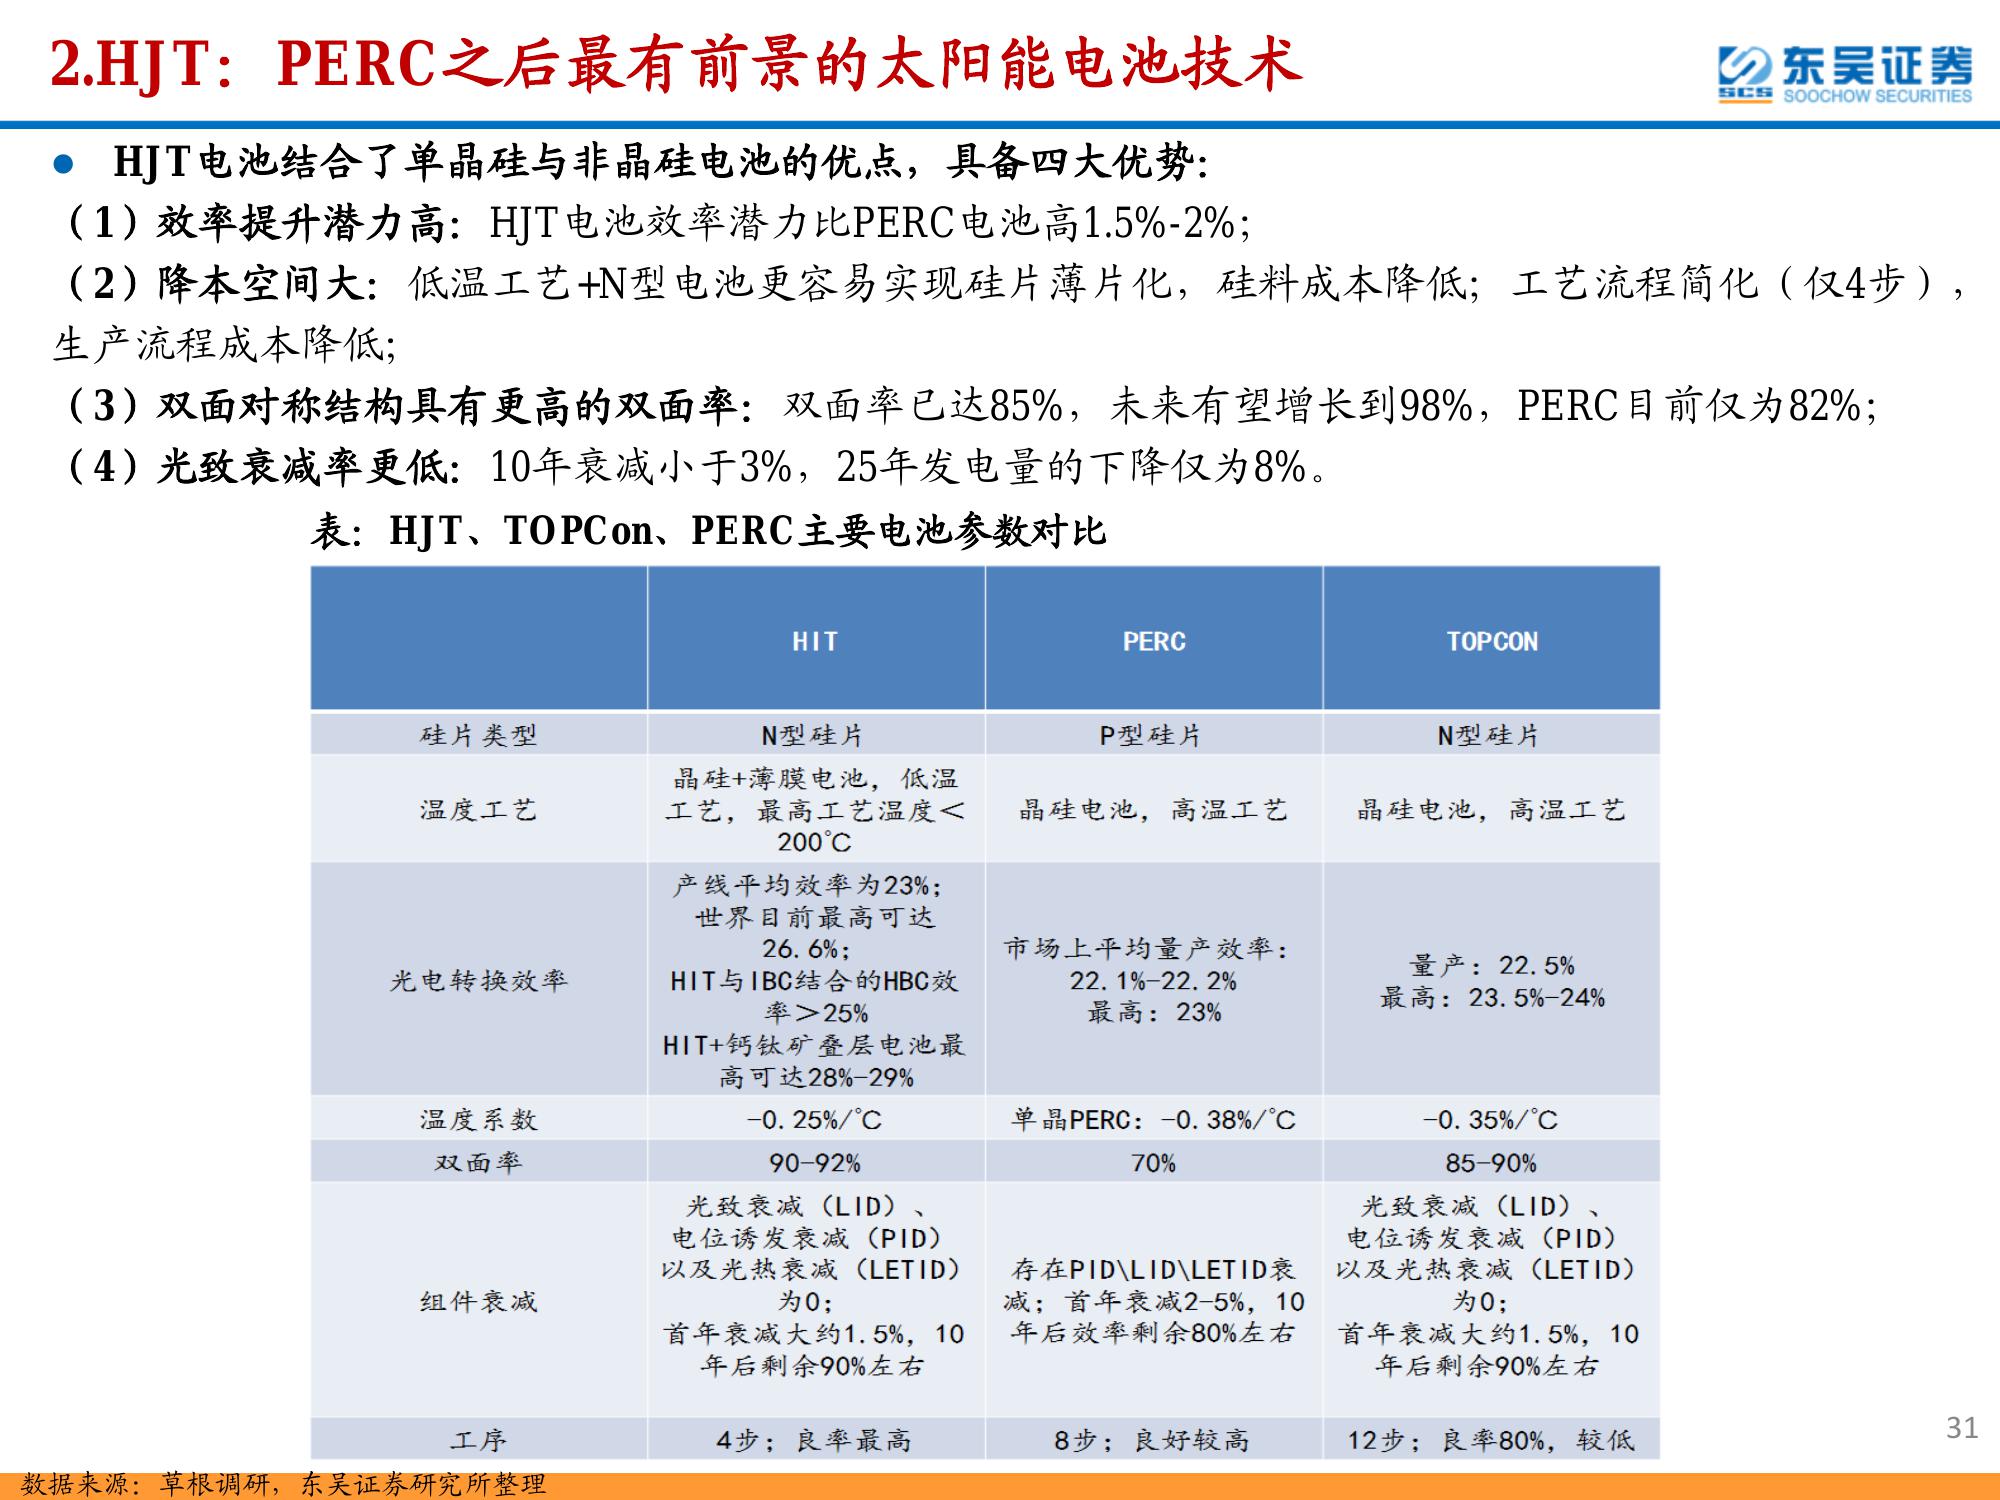 2.HJT：PERC之后最有前景的太阳能电池技术
东吴证券
SCS
SOOCHOW SECURITIES
● HJT电池结合了单晶硅与非晶硅电池的优点，具备四大优势：
（1）效率提升潜力高：HJT电池效率潜力比PERC电池高1.5%-2%；
（2）降本空间大：低温工艺+N型电池更容易实现硅片薄片化，硅料成本降低；工艺流程简化（仅4步），
生产流程成本降低；
（3）双面对称结构具有更高的双面率：双面率已达85%，未来有望增长到98%，PERC目前仅为82%；
（4）光致衰减率更低：10年衰减小于3%，25年发电量的下降仅为8%。
表：HJT、TOPCon、PERC主要电池参数对比
HIT
PERC
TOPCON
硅片类型
N型硅片
P型硅片
N型硅片
温度工艺
晶硅+薄膜电池，低温
工艺，最高工艺温度＜
200℃
晶硅电池，高温工艺
晶硅电池，高温工艺
光电转换效率
产线平均效率为23%；
世界目前最高可达
26.6%；
HIT与IBC结合的HBC效
率＞25%
HIT+钙钛矿叠层电池最
高可达28%-29%
市场上平均量产效率：
22.1%-22.2%
最高：23%
量产：22.5%
最高：23.5%-24%
温度系数
-0.25%/℃
单晶PERC：-0.38%/℃
-0.35%/℃
双面率
90-92%
70%
85-90%
组件衰减
光致衰减（LID）、
电位诱发衰减（PID）
以及光热衰减（LETID）
为0；
首年衰减大约1.5%，10
年后剩余90%左右
存在PID\LID\LETID衰
减；首年衰减2-5%，10
年后效率剩余80%左右
光致衰减（LID）、
电位诱发衰减（PID）
以及光热衰减（LETID）
为0；
首年衰减大约1.5%，10
年后剩余90%左右
工序
4步；良率最高
8步；良好较高
12步；良率80%，较低
31
数据来源：草根调研，东吴证券研究所整理